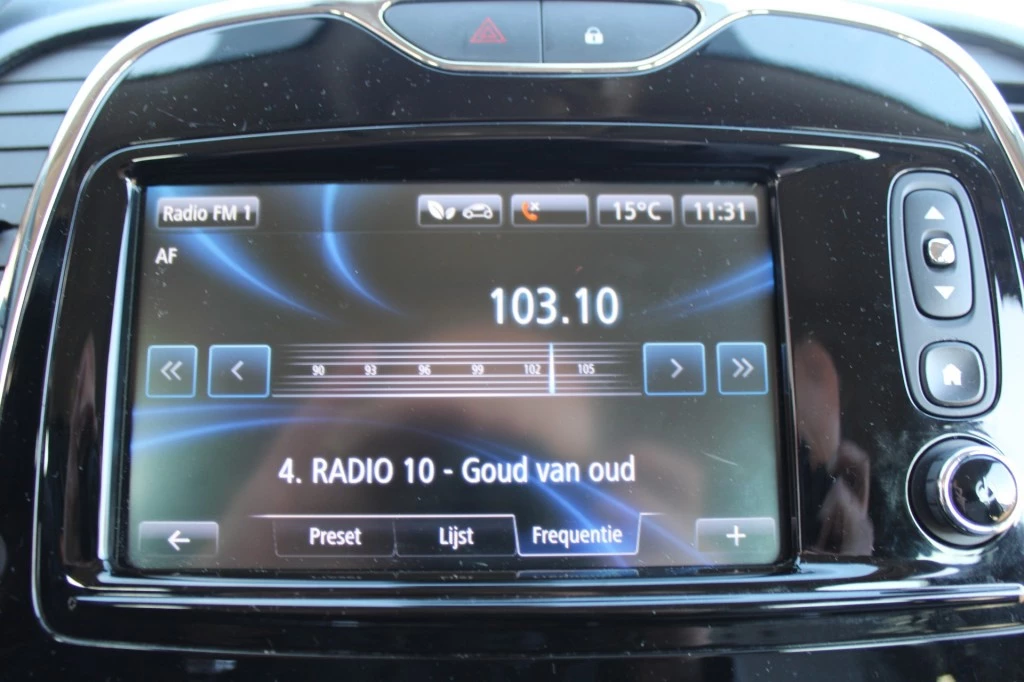 Radio FM 1 15°C 11:31
AF
103.10
90 93 96 99 102 105
4. RADIO 10 - Goud van oud
Preset Lijst Frequentie